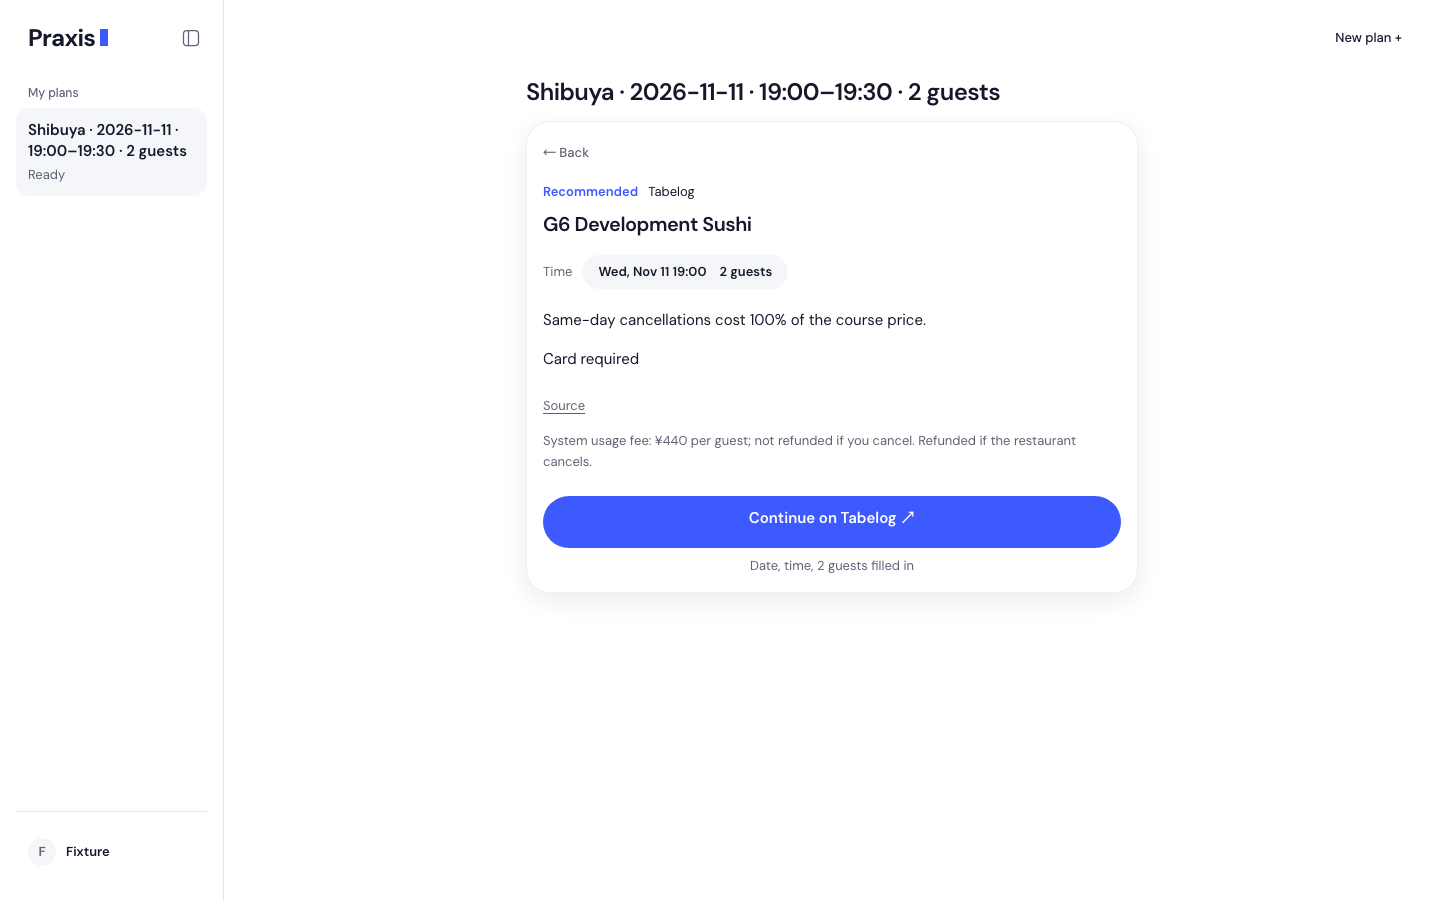 Praxis
New plan +
My plans
Shibuya · 2026-11-11 ·
19:00–19:30 · 2 guests
Ready
Shibuya · 2026-11-11 · 19:00–19:30 · 2 guests
← Back
Recommended Tabelog
G6 Development Sushi
Time Wed, Nov 11 19:00 2 guests
Same-day cancellations cost 100% of the course price.
Card required
Source
System usage fee: ¥440 per guest; not refunded if you cancel. Refunded if the restaurant
cancels.
Continue on Tabelog ↗
Date, time, 2 guests filled in
F Fixture